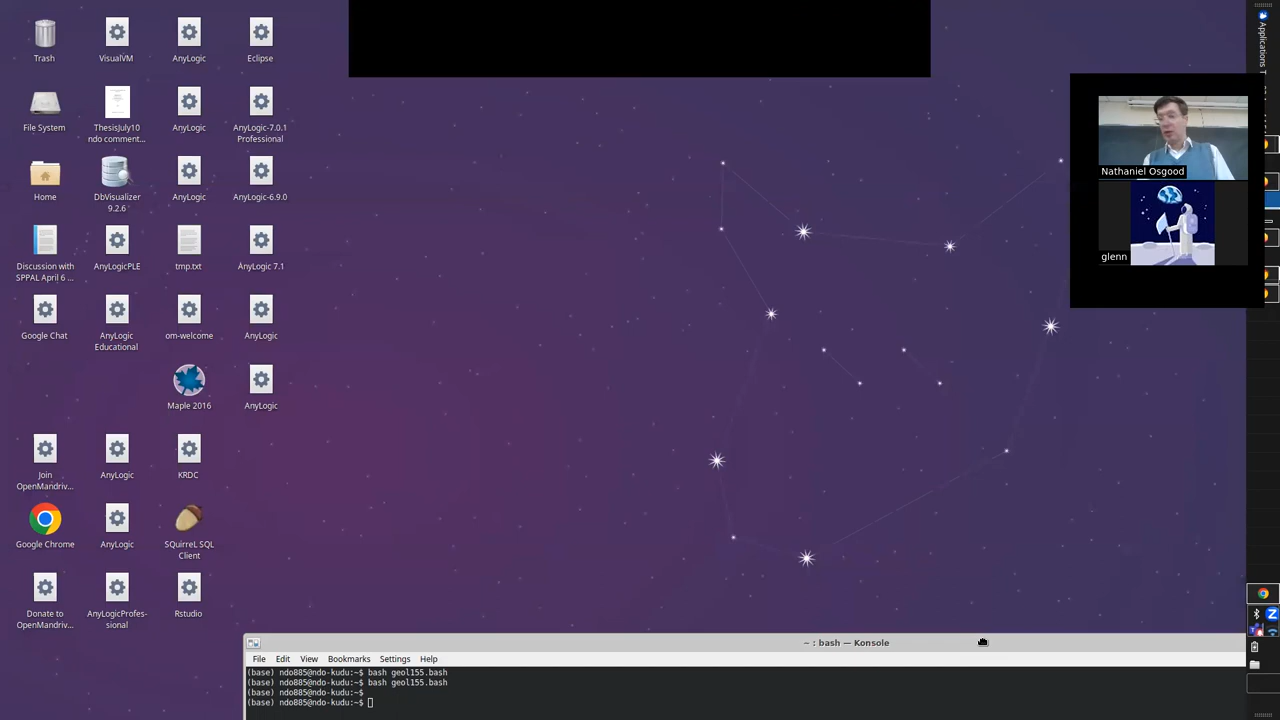 Trash
VisualVM
AnyLogic
Eclipse
File System
ThesisJuly10
ndo comment...
AnyLogic
AnyLogic-7.0.1
Professional
Home
DbVisualizer
9.2.6
AnyLogic
AnyLogic-6.9.0
Discussion with
SPPAL April 6 ...
AnyLogicPLE
tmp.txt
AnyLogic 7.1
Google Chat
AnyLogic
Educational
om-welcome
AnyLogic
Maple 2016
AnyLogic
Join
OpenMandriv...
AnyLogic
KRDC
Google Chrome
AnyLogic
SQuirreL SQL
Client
Donate to
OpenMandriv...
AnyLogicProfes-
sional
Rstudio
Applications
Nathaniel Osgood
glenn
~ : bash — Konsole
File Edit View Bookmarks Settings Help
(base) ndo885@ndo-kudu:~$ bash geol155.bash
(base) ndo885@ndo-kudu:~$ bash geol155.bash
(base) ndo885@ndo-kudu:~$
(base) ndo885@ndo-kudu:~$